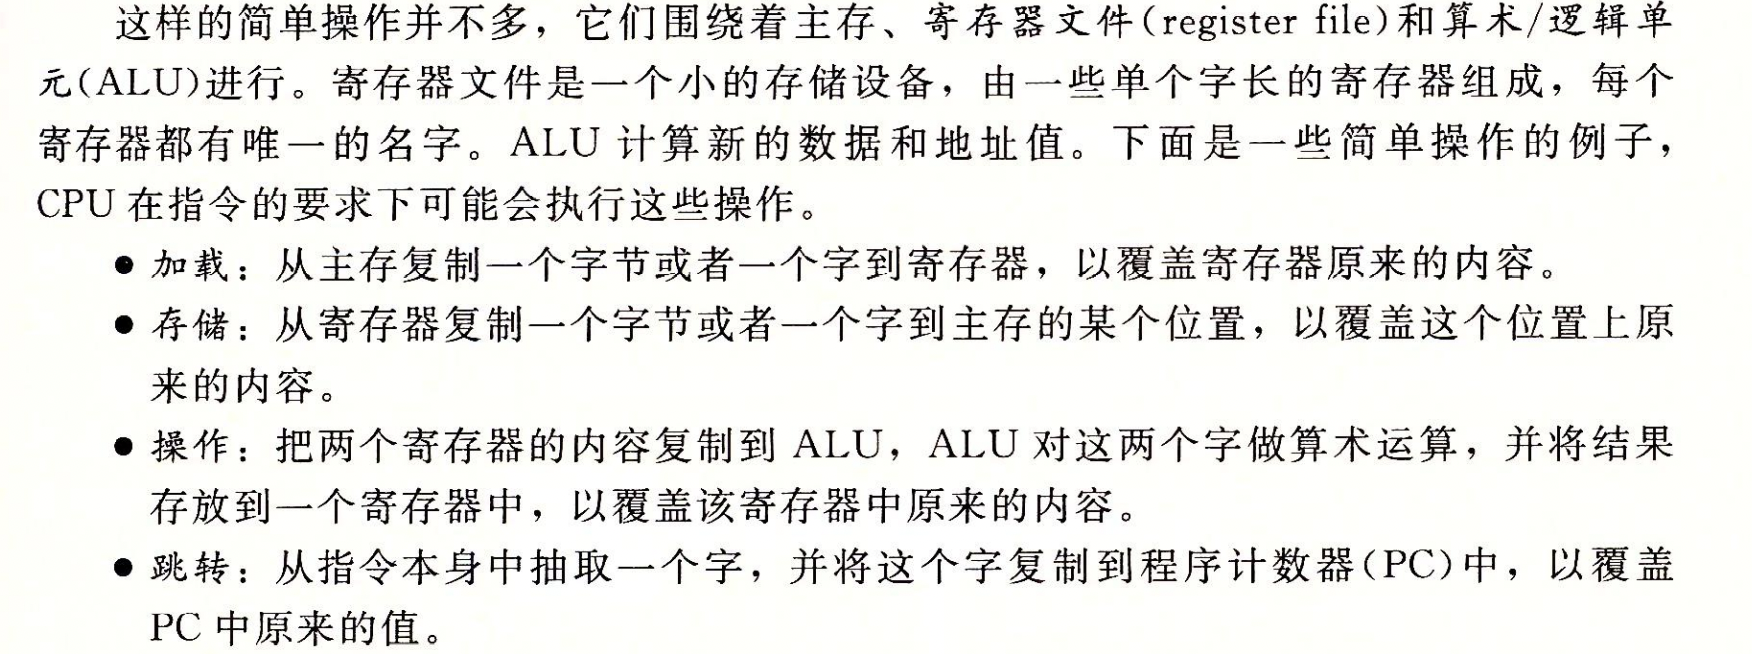 这样的简单操作并不多，它们围绕着主存、寄存器文件(register file)和算术/逻辑单
元(ALU)进行。寄存器文件是一个小的存储设备，由一些单个字长的寄存器组成，每个
寄存器都有唯一的名字。ALU 计算新的数据和地址值。下面是一些简单操作的例子，
CPU 在指令的要求下可能会执行这些操作。
● 加载：从主存复制一个字节或者一个字到寄存器，以覆盖寄存器原来的内容。
● 存储：从寄存器复制一个字节或者一个字到主存的某个位置，以覆盖这个位置上原
来的内容。
● 操作：把两个寄存器的内容复制到 ALU，ALU 对这两个字做算术运算，并将结果
存放到一个寄存器中，以覆盖该寄存器中原来的内容。
● 跳转：从指令本身中抽取一个字，并将这个字复制到程序计数器(PC)中，以覆盖
PC 中原来的值。